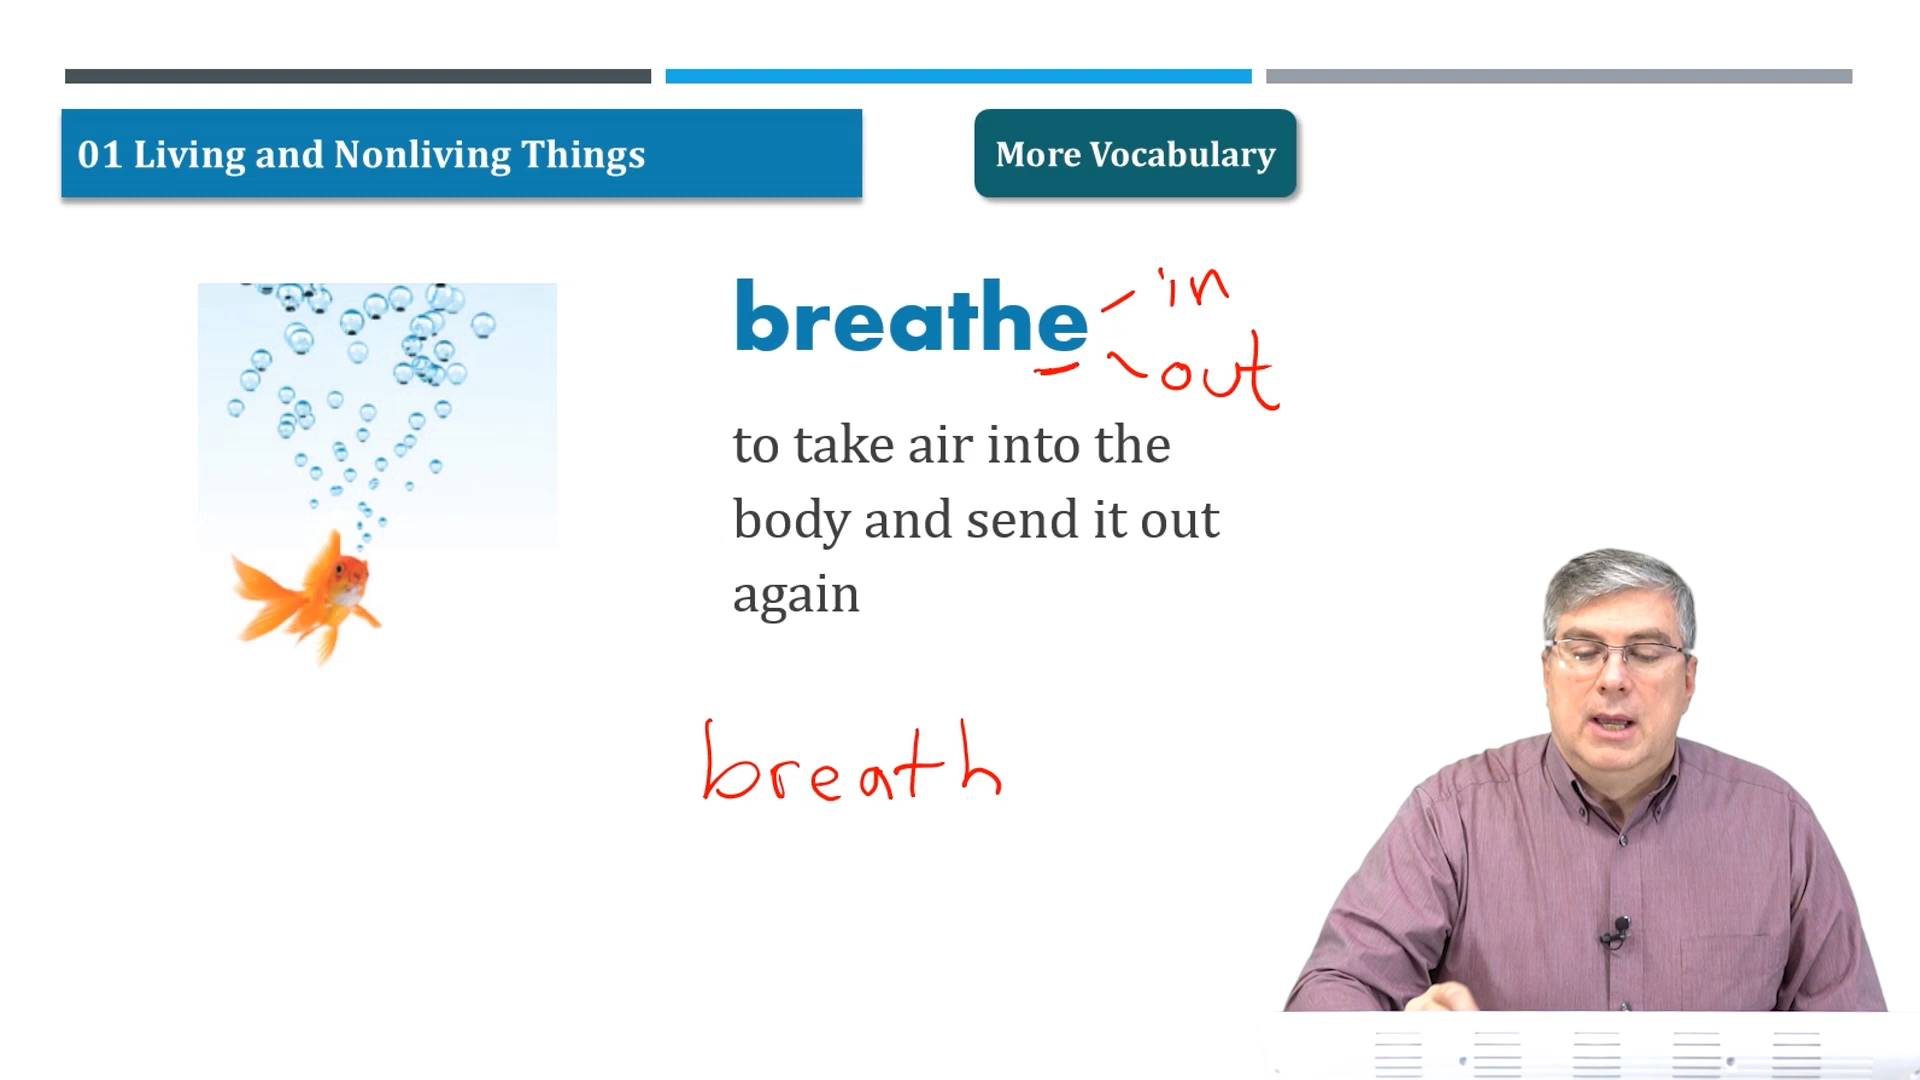 01 Living and Nonliving Things
More Vocabulary
breathe
in
out
to take air into the
body and send it out
again
breath